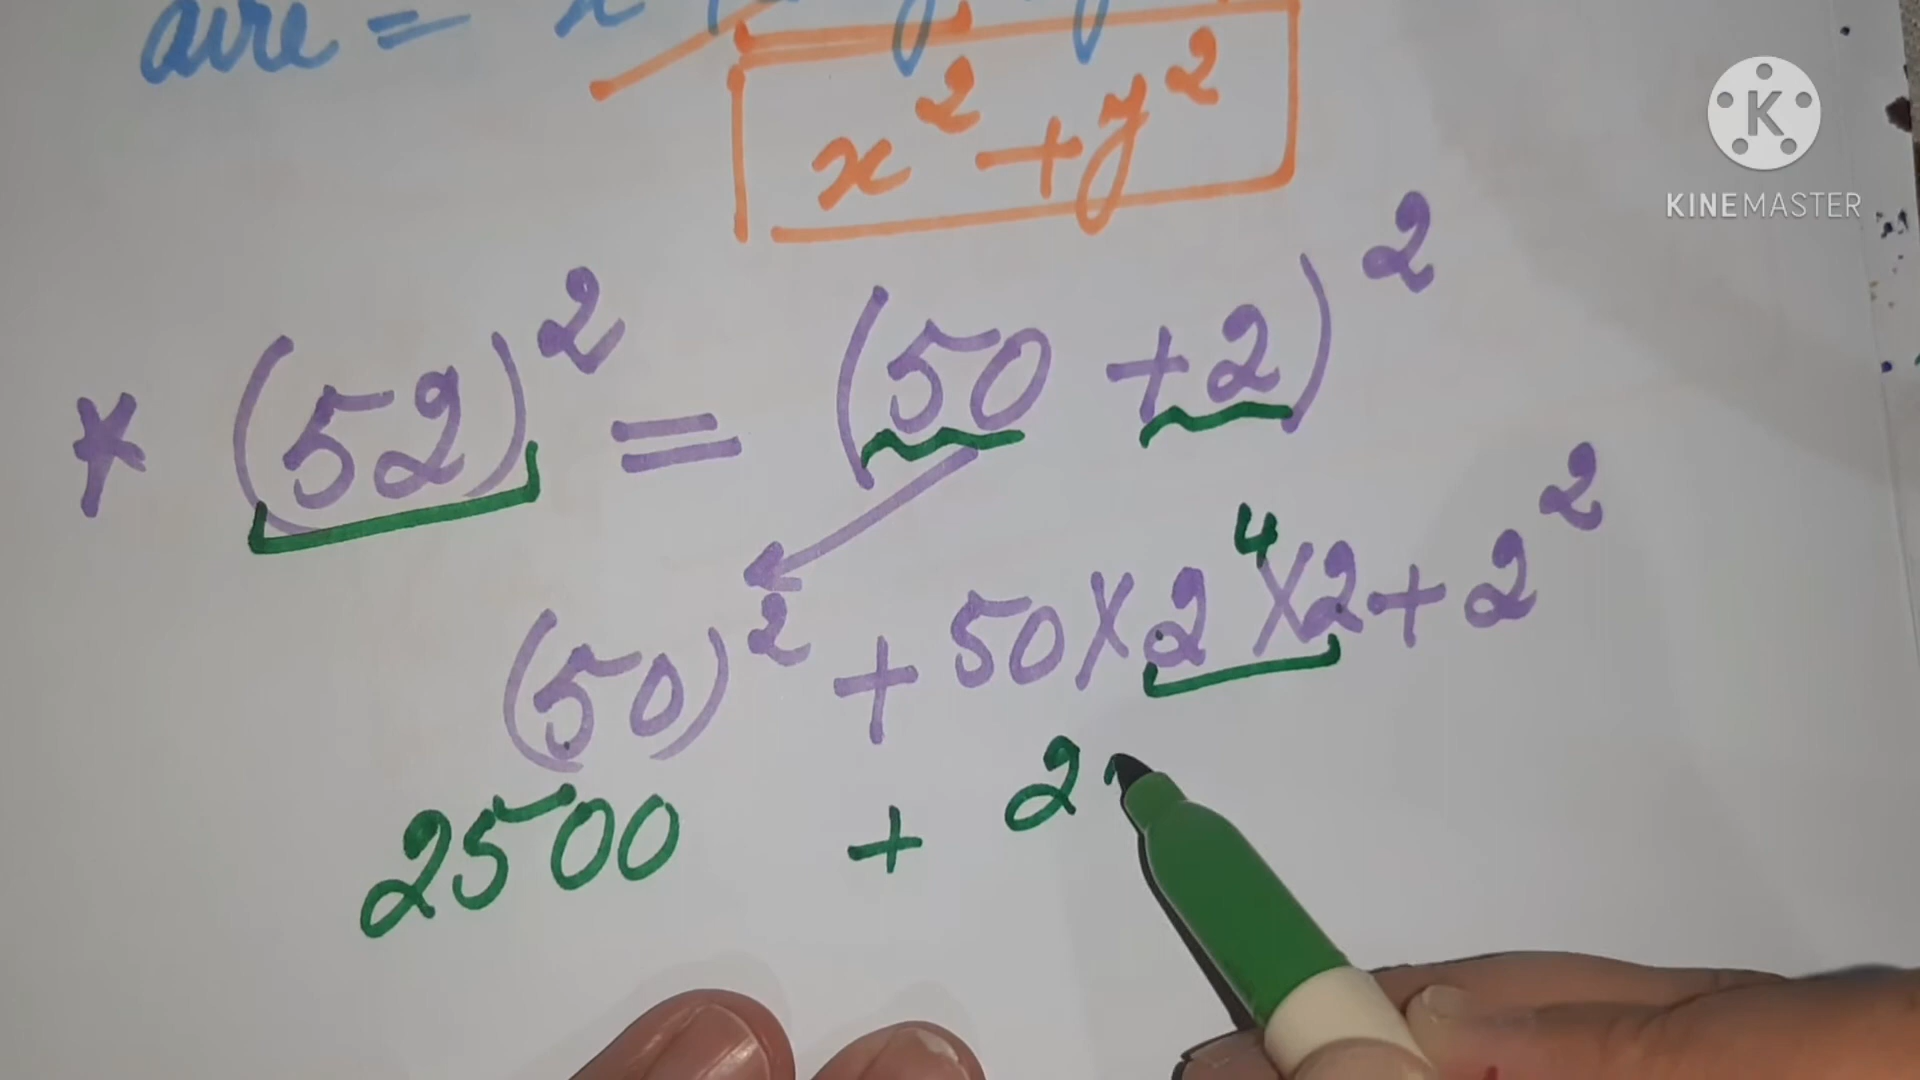 aire =
x² + y²
KINEMASTER
* (52)² = (50 + 2)²
4
(50)² + 50 × 2 × 2 + 2²
2500 + 2